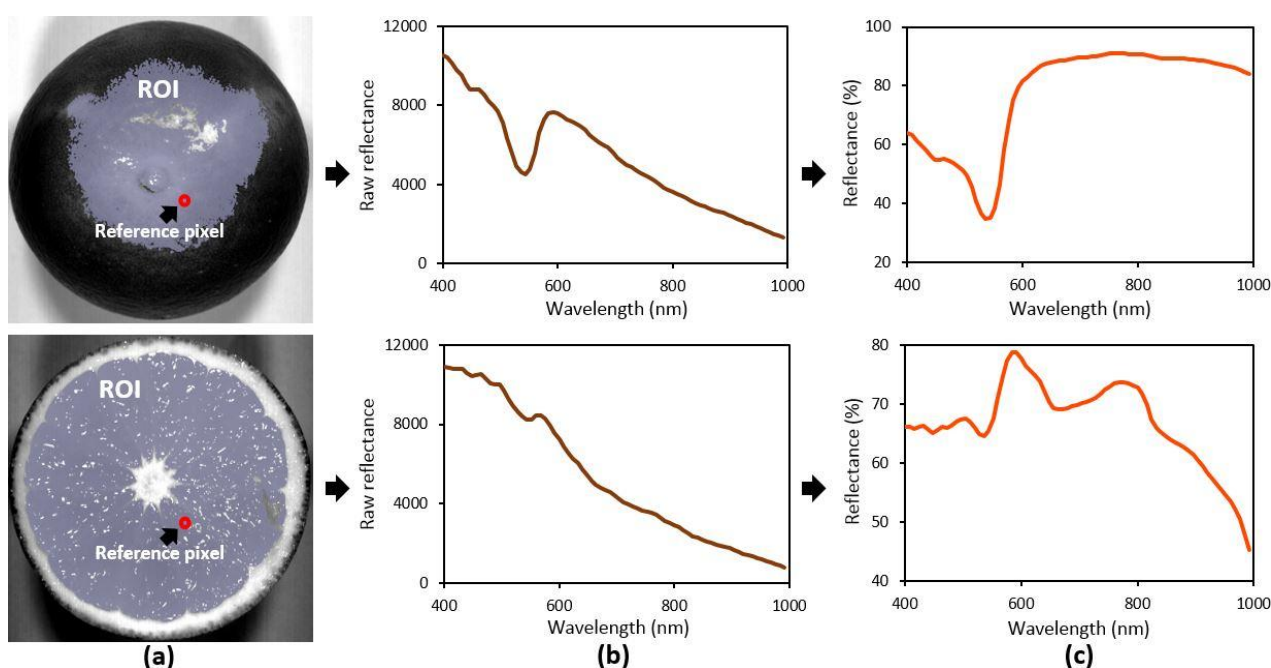 ROI
Reference pixel
12000
8000
4000
0
400
600
800
1000
Raw reflectance
Wavelength (nm)
100
80
60
40
20
400
600
800
1000
Reflectance (%)
Wavelength (nm)
ROI
Reference pixel
12000
8000
4000
0
400
600
800
1000
Raw reflectance
Wavelength (nm)
80
70
60
50
40
400
600
800
1000
Reflectance (%)
Wavelength (nm)
(a)
(b)
(c)